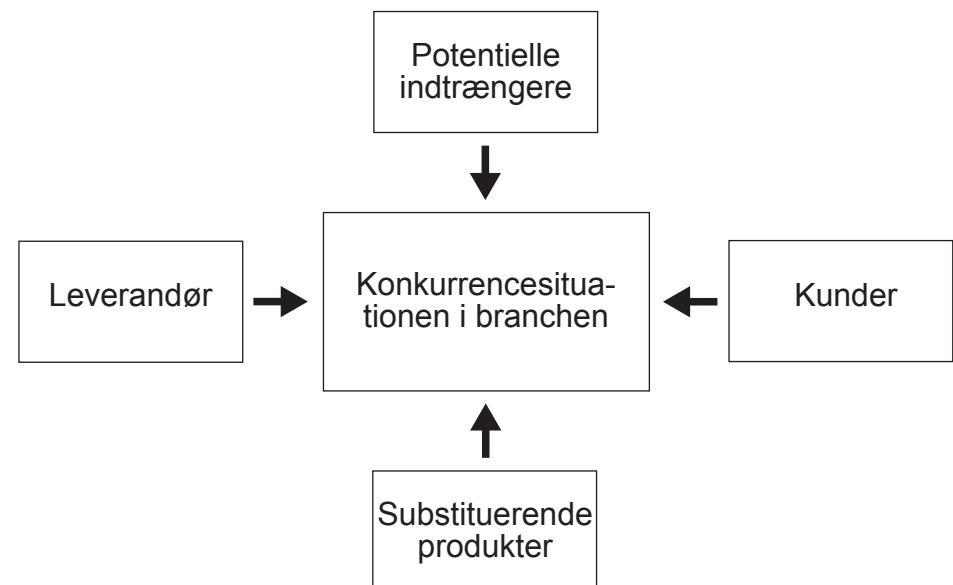 Potentielle
indtrængere
Leverandør
Konkurrencesitua-
tionen i branchen
Kunder
Substituerende
produkter